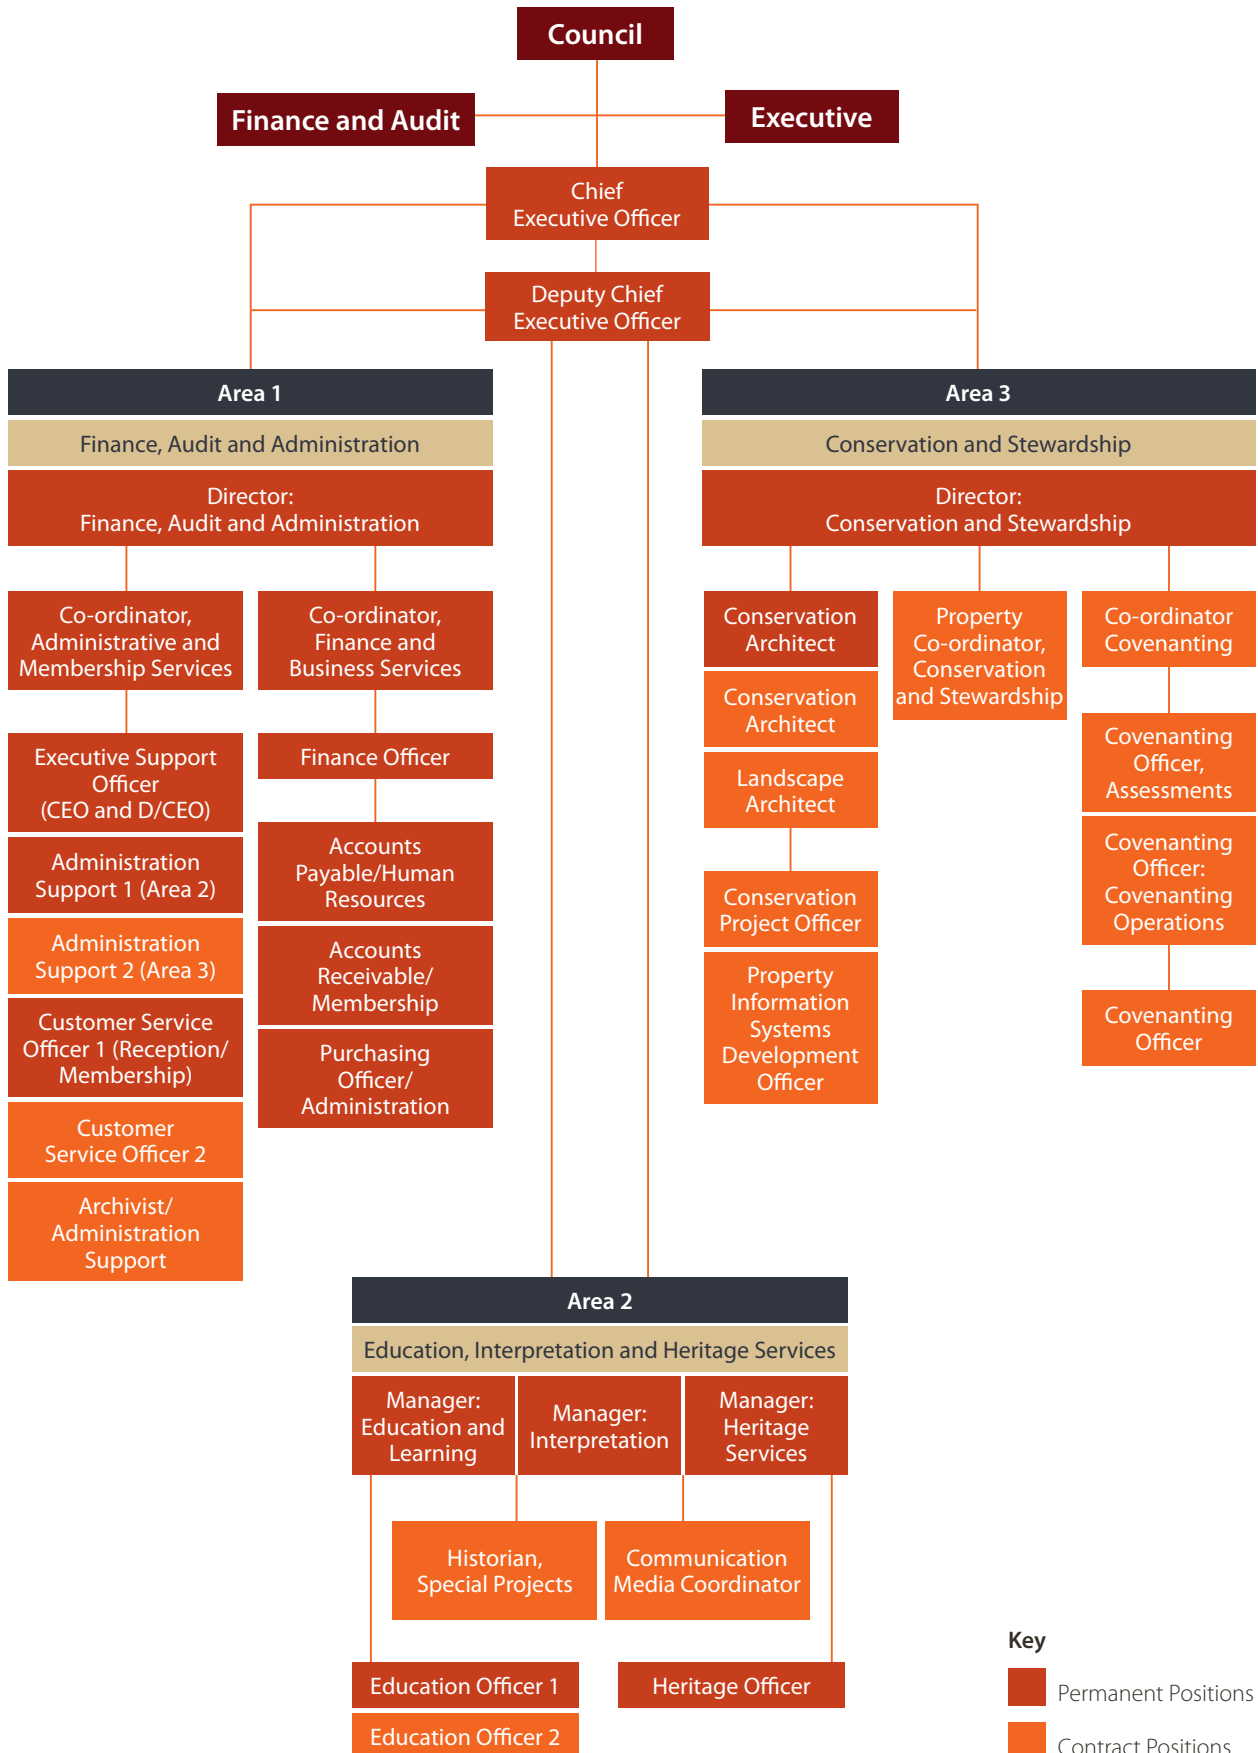 Council
Finance and Audit
Executive
Chief
Executive Officer
Deputy Chief
Executive Officer
Area 1
Finance, Audit and Administration
Director:
Finance, Audit and Administration
Co-ordinator,
Administrative and
Membership Services
Executive Support
Officer
(CEO and D/CEO)
Administration
Support 1 (Area 2)
Administration
Support 2 (Area 3)
Customer Service
Officer 1 (Reception/
Membership)
Customer
Service Officer 2
Archivist/
Administration
Support
Co-ordinator,
Finance and
Business Services
Finance Officer
Accounts
Payable/Human
Resources
Accounts
Receivable/
Membership
Purchasing
Officer/
Administration
Area 3
Conservation and Stewardship
Director:
Conservation and Stewardship
Conservation
Architect
Conservation
Architect
Landscape
Architect
Conservation
Project Officer
Property
Information
Systems
Development
Officer
Property
Co-ordinator,
Conservation
and Stewardship
Co-ordinator
Covenanting
Covenanting
Officer,
Assessments
Covenanting
Officer:
Covenanting
Operations
Covenanting
Officer
Area 2
Education, Interpretation and Heritage Services
Manager:
Education and
Learning
Manager:
Interpretation
Manager:
Heritage
Services
Historian,
Special Projects
Communication
Media Coordinator
Education Officer 1
Education Officer 2
Heritage Officer
Key
Permanent Positions
Contract Positions